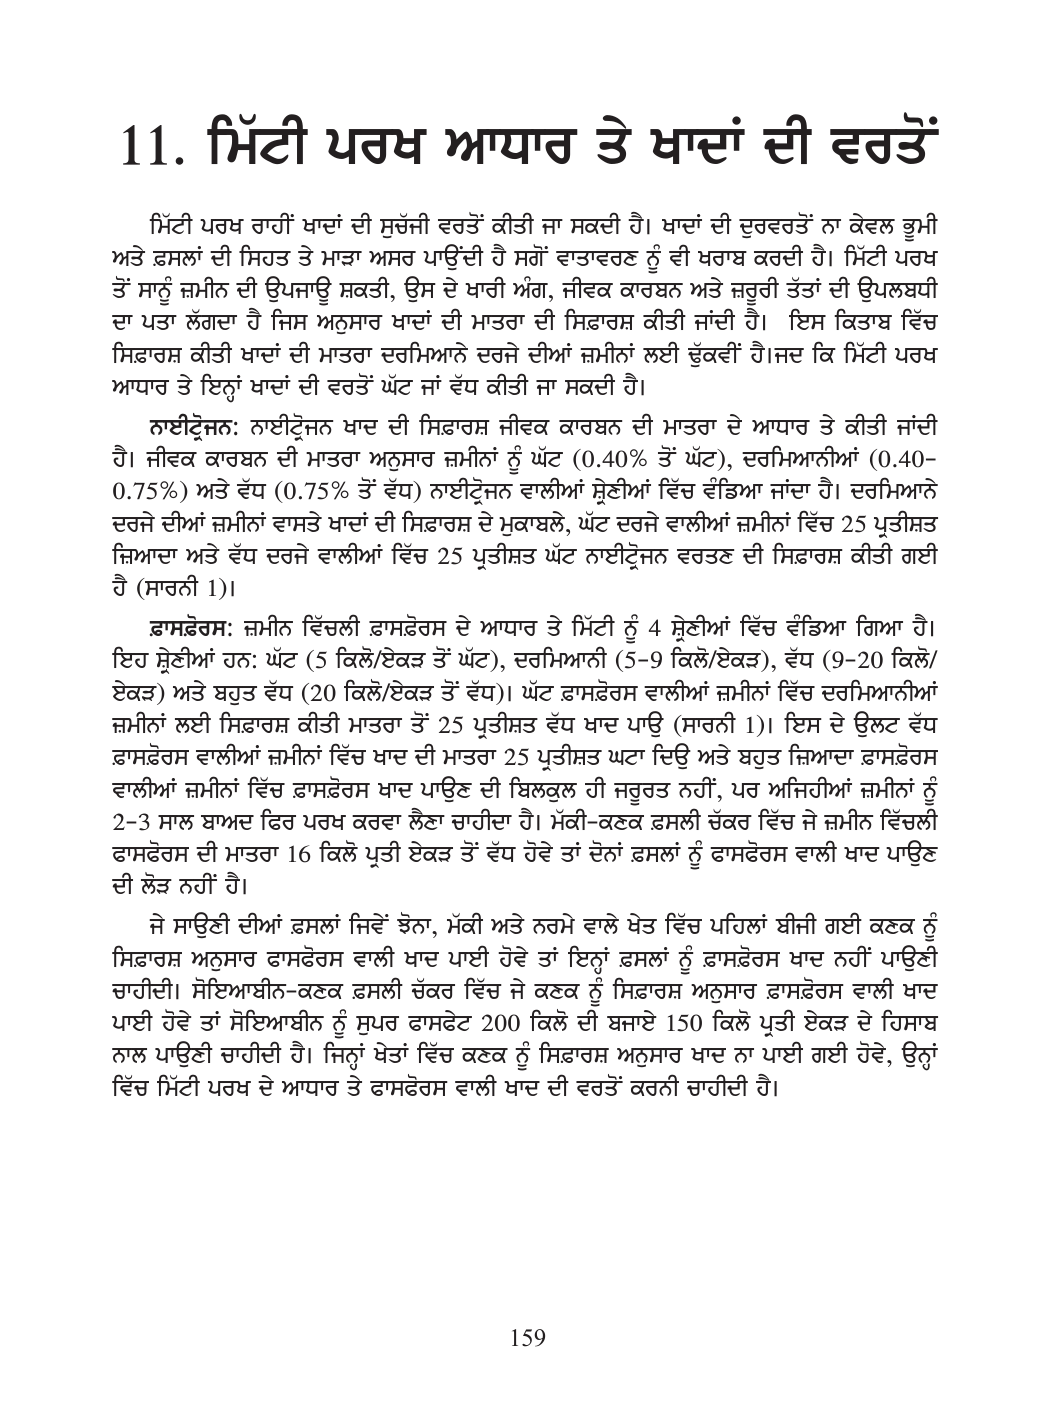 11. ਮਿੱਟੀ ਪਰਖ ਆਧਾਰ ਤੇ ਖਾਦਾਂ ਦੀ ਵਰਤੋਂ
ਮਿੱਟੀ ਪਰਖ ਰਾਹੀਂ ਖਾਦਾਂ ਦੀ ਸੁਚੱਜੀ ਵਰਤੋਂ ਕੀਤੀ ਜਾ ਸਕਦੀ ਹੈ। ਖਾਦਾਂ ਦੀ ਦੁਰਵਰਤੋਂ ਨਾ ਕੇਵਲ ਭੂਮੀ
ਅਤੇ ਫ਼ਸਲਾਂ ਦੀ ਸਿਹਤ ਤੇ ਮਾੜਾ ਅਸਰ ਪਾਉਂਦੀ ਹੈ ਸਗੋਂ ਵਾਤਾਵਰਣ ਨੂੰ ਵੀ ਖਰਾਬ ਕਰਦੀ ਹੈ। ਮਿੱਟੀ ਪਰਖ
ਤੋਂ ਸਾਨੂੰ ਜ਼ਮੀਨ ਦੀ ਉਪਜਾਊ ਸ਼ਕਤੀ, ਉਸ ਦੇ ਖਾਰੀ ਅੰਗ, ਜੀਵਕ ਕਾਰਬਨ ਅਤੇ ਜ਼ਰੂਰੀ ਤੱਤਾਂ ਦੀ ਉਪਲਬਧੀ
ਦਾ ਪਤਾ ਲੱਗਦਾ ਹੈ ਜਿਸ ਅਨੁਸਾਰ ਖਾਦਾਂ ਦੀ ਮਾਤਰਾ ਦੀ ਸਿਫ਼ਾਰਸ਼ ਕੀਤੀ ਜਾਂਦੀ ਹੈ। ਇਸ ਕਿਤਾਬ ਵਿੱਚ
ਸਿਫ਼ਾਰਸ਼ ਕੀਤੀ ਖਾਦਾਂ ਦੀ ਮਾਤਰਾ ਦਰਮਿਆਨੇ ਦਰਜੇ ਦੀਆਂ ਜ਼ਮੀਨਾਂ ਲਈ ਢੁੱਕਵੀਂ ਹੈ।ਜਦ ਕਿ ਮਿੱਟੀ ਪਰਖ
ਆਧਾਰ ਤੇ ਇਨ੍ਹਾਂ ਖਾਦਾਂ ਦੀ ਵਰਤੋਂ ਘੱਟ ਜਾਂ ਵੱਧ ਕੀਤੀ ਜਾ ਸਕਦੀ ਹੈ।
ਨਾਈਟ੍ਰੋਜਨ: ਨਾਈਟ੍ਰੋਜਨ ਖਾਦ ਦੀ ਸਿਫ਼ਾਰਸ਼ ਜੀਵਕ ਕਾਰਬਨ ਦੀ ਮਾਤਰਾ ਦੇ ਆਧਾਰ ਤੇ ਕੀਤੀ ਜਾਂਦੀ
ਹੈ। ਜੀਵਕ ਕਾਰਬਨ ਦੀ ਮਾਤਰਾ ਅਨੁਸਾਰ ਜ਼ਮੀਨਾਂ ਨੂੰ ਘੱਟ (0.40% ਤੋਂ ਘੱਟ), ਦਰਮਿਆਨੀਆਂ (0.40-
0.75%) ਅਤੇ ਵੱਧ (0.75% ਤੋਂ ਵੱਧ) ਨਾਈਟ੍ਰੋਜਨ ਵਾਲੀਆਂ ਸ਼੍ਰੇਣੀਆਂ ਵਿੱਚ ਵੰਡਿਆ ਜਾਂਦਾ ਹੈ। ਦਰਮਿਆਨੇ
ਦਰਜੇ ਦੀਆਂ ਜ਼ਮੀਨਾਂ ਵਾਸਤੇ ਖਾਦਾਂ ਦੀ ਸਿਫ਼ਾਰਸ਼ ਦੇ ਮੁਕਾਬਲੇ, ਘੱਟ ਦਰਜੇ ਵਾਲੀਆਂ ਜ਼ਮੀਨਾਂ ਵਿੱਚ 25 ਪ੍ਰਤੀਸ਼ਤ
ਜ਼ਿਆਦਾ ਅਤੇ ਵੱਧ ਦਰਜੇ ਵਾਲੀਆਂ ਵਿੱਚ 25 ਪ੍ਰਤੀਸ਼ਤ ਘੱਟ ਨਾਈਟ੍ਰੋਜਨ ਵਰਤਣ ਦੀ ਸਿਫ਼ਾਰਸ਼ ਕੀਤੀ ਗਈ
ਹੈ (ਸਾਰਨੀ 1)।
ਫ਼ਾਸਫ਼ੋਰਸ: ਜ਼ਮੀਨ ਵਿੱਚਲੀ ਫ਼ਾਸਫ਼ੋਰਸ ਦੇ ਆਧਾਰ ਤੇ ਮਿੱਟੀ ਨੂੰ 4 ਸ਼੍ਰੇਣੀਆਂ ਵਿੱਚ ਵੰਡਿਆ ਗਿਆ ਹੈ।
ਇਹ ਸ਼੍ਰੇਣੀਆਂ ਹਨ: ਘੱਟ (5 ਕਿਲੋ/ਏਕੜ ਤੋਂ ਘੱਟ), ਦਰਮਿਆਨੀ (5-9 ਕਿਲੋ/ਏਕੜ), ਵੱਧ (9-20 ਕਿਲੋ/
ਏਕੜ) ਅਤੇ ਬਹੁਤ ਵੱਧ (20 ਕਿਲੋ/ਏਕੜ ਤੋਂ ਵੱਧ)। ਘੱਟ ਫ਼ਾਸਫ਼ੋਰਸ ਵਾਲੀਆਂ ਜ਼ਮੀਨਾਂ ਵਿੱਚ ਦਰਮਿਆਨੀਆਂ
ਜ਼ਮੀਨਾਂ ਲਈ ਸਿਫ਼ਾਰਸ਼ ਕੀਤੀ ਮਾਤਰਾ ਤੋਂ 25 ਪ੍ਰਤੀਸ਼ਤ ਵੱਧ ਖਾਦ ਪਾਉ (ਸਾਰਨੀ 1)। ਇਸ ਦੇ ਉਲਟ ਵੱਧ
ਫ਼ਾਸਫ਼ੋਰਸ ਵਾਲੀਆਂ ਜ਼ਮੀਨਾਂ ਵਿੱਚ ਖਾਦ ਦੀ ਮਾਤਰਾ 25 ਪ੍ਰਤੀਸ਼ਤ ਘਟਾ ਦਿਉ ਅਤੇ ਬਹੁਤ ਜ਼ਿਆਦਾ ਫ਼ਾਸਫ਼ੋਰਸ
ਵਾਲੀਆਂ ਜ਼ਮੀਨਾਂ ਵਿੱਚ ਫ਼ਾਸਫ਼ੋਰਸ ਖਾਦ ਪਾਉਣ ਦੀ ਬਿਲਕੁਲ ਹੀ ਜਰੂਰਤ ਨਹੀਂ, ਪਰ ਅਜਿਹੀਆਂ ਜ਼ਮੀਨਾਂ ਨੂੰ
2-3 ਸਾਲ ਬਾਅਦ ਫਿਰ ਪਰਖ ਕਰਵਾ ਲੈਣਾ ਚਾਹੀਦਾ ਹੈ। ਮੱਕੀ-ਕਣਕ ਫ਼ਸਲੀ ਚੱਕਰ ਵਿੱਚ ਜੇ ਜ਼ਮੀਨ ਵਿੱਚਲੀ
ਫਾਸਫੋਰਸ ਦੀ ਮਾਤਰਾ 16 ਕਿਲੋ ਪ੍ਰਤੀ ਏਕੜ ਤੋਂ ਵੱਧ ਹੋਵੇ ਤਾਂ ਦੋਨਾਂ ਫ਼ਸਲਾਂ ਨੂੰ ਫਾਸਫੋਰਸ ਵਾਲੀ ਖਾਦ ਪਾਉਣ
ਦੀ ਲੋੜ ਨਹੀਂ ਹੈ।
ਜੇ ਸਾਉਣੀ ਦੀਆਂ ਫ਼ਸਲਾਂ ਜਿਵੇਂ ਝੋਨਾ, ਮੱਕੀ ਅਤੇ ਨਰਮੇ ਵਾਲੇ ਖੇਤ ਵਿੱਚ ਪਹਿਲਾਂ ਬੀਜੀ ਗਈ ਕਣਕ ਨੂੰ
ਸਿਫ਼ਾਰਸ਼ ਅਨੁਸਾਰ ਫਾਸਫੋਰਸ ਵਾਲੀ ਖਾਦ ਪਾਈ ਹੋਵੇ ਤਾਂ ਇਨ੍ਹਾਂ ਫ਼ਸਲਾਂ ਨੂੰ ਫ਼ਾਸਫ਼ੋਰਸ ਖਾਦ ਨਹੀਂ ਪਾਉਣੀ
ਚਾਹੀਦੀ। ਸੋਇਆਬੀਨ-ਕਣਕ ਫ਼ਸਲੀ ਚੱਕਰ ਵਿੱਚ ਜੇ ਕਣਕ ਨੂੰ ਸਿਫ਼ਾਰਸ਼ ਅਨੁਸਾਰ ਫ਼ਾਸਫ਼ੋਰਸ ਵਾਲੀ ਖਾਦ
ਪਾਈ ਹੋਵੇ ਤਾਂ ਸੋਇਆਬੀਨ ਨੂੰ ਸੁਪਰ ਫਾਸਫੇਟ 200 ਕਿਲੋ ਦੀ ਬਜਾਏ 150 ਕਿਲੋ ਪ੍ਰਤੀ ਏਕੜ ਦੇ ਹਿਸਾਬ
ਨਾਲ ਪਾਉਣੀ ਚਾਹੀਦੀ ਹੈ। ਜਿਨ੍ਹਾਂ ਖੇਤਾਂ ਵਿੱਚ ਕਣਕ ਨੂੰ ਸਿਫ਼ਾਰਸ਼ ਅਨੁਸਾਰ ਖਾਦ ਨਾ ਪਾਈ ਗਈ ਹੋਵੇ, ਉਨ੍ਹਾਂ
ਵਿੱਚ ਮਿੱਟੀ ਪਰਖ ਦੇ ਆਧਾਰ ਤੇ ਫਾਸਫੋਰਸ ਵਾਲੀ ਖਾਦ ਦੀ ਵਰਤੋਂ ਕਰਨੀ ਚਾਹੀਦੀ ਹੈ।
159